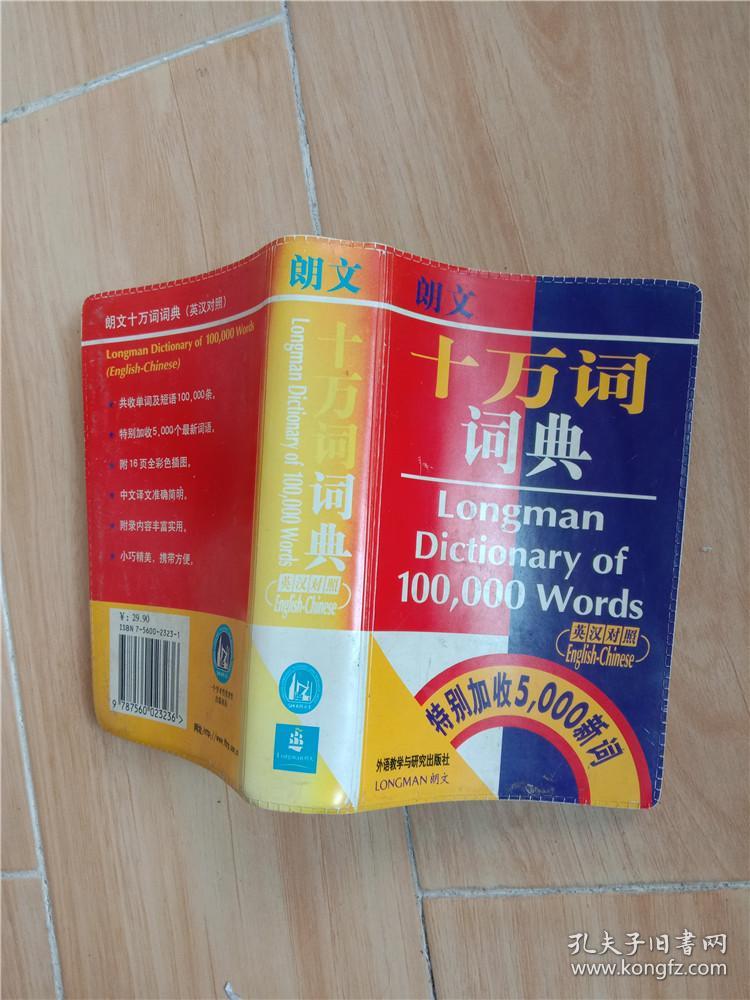 朗文
十万词
词典
Longman
Dictionary of
100,000 Words
英汉对照
English-Chinese
特别加收5,000新词
外语教学与研究出版社
LONGMAN 朗文
朗文
十万词词典
Longman Dictionary of 100,000 Words
英汉对照
English-Chinese
Longman 朗文
朗文十万词词典 (英汉对照)
Longman Dictionary of 100,000 Words
(English-Chinese)
共收单词及短语100,000条。
特别加收5,000个最新词语。
附16页全彩色插图。
中文译文准确简明。
附录内容丰富实用。
小巧精美,携带方便。
¥: 29.90
ISBN 7-5600-2323-1
9 787560 023236 >
孔夫子旧书网
www.kongfz.com